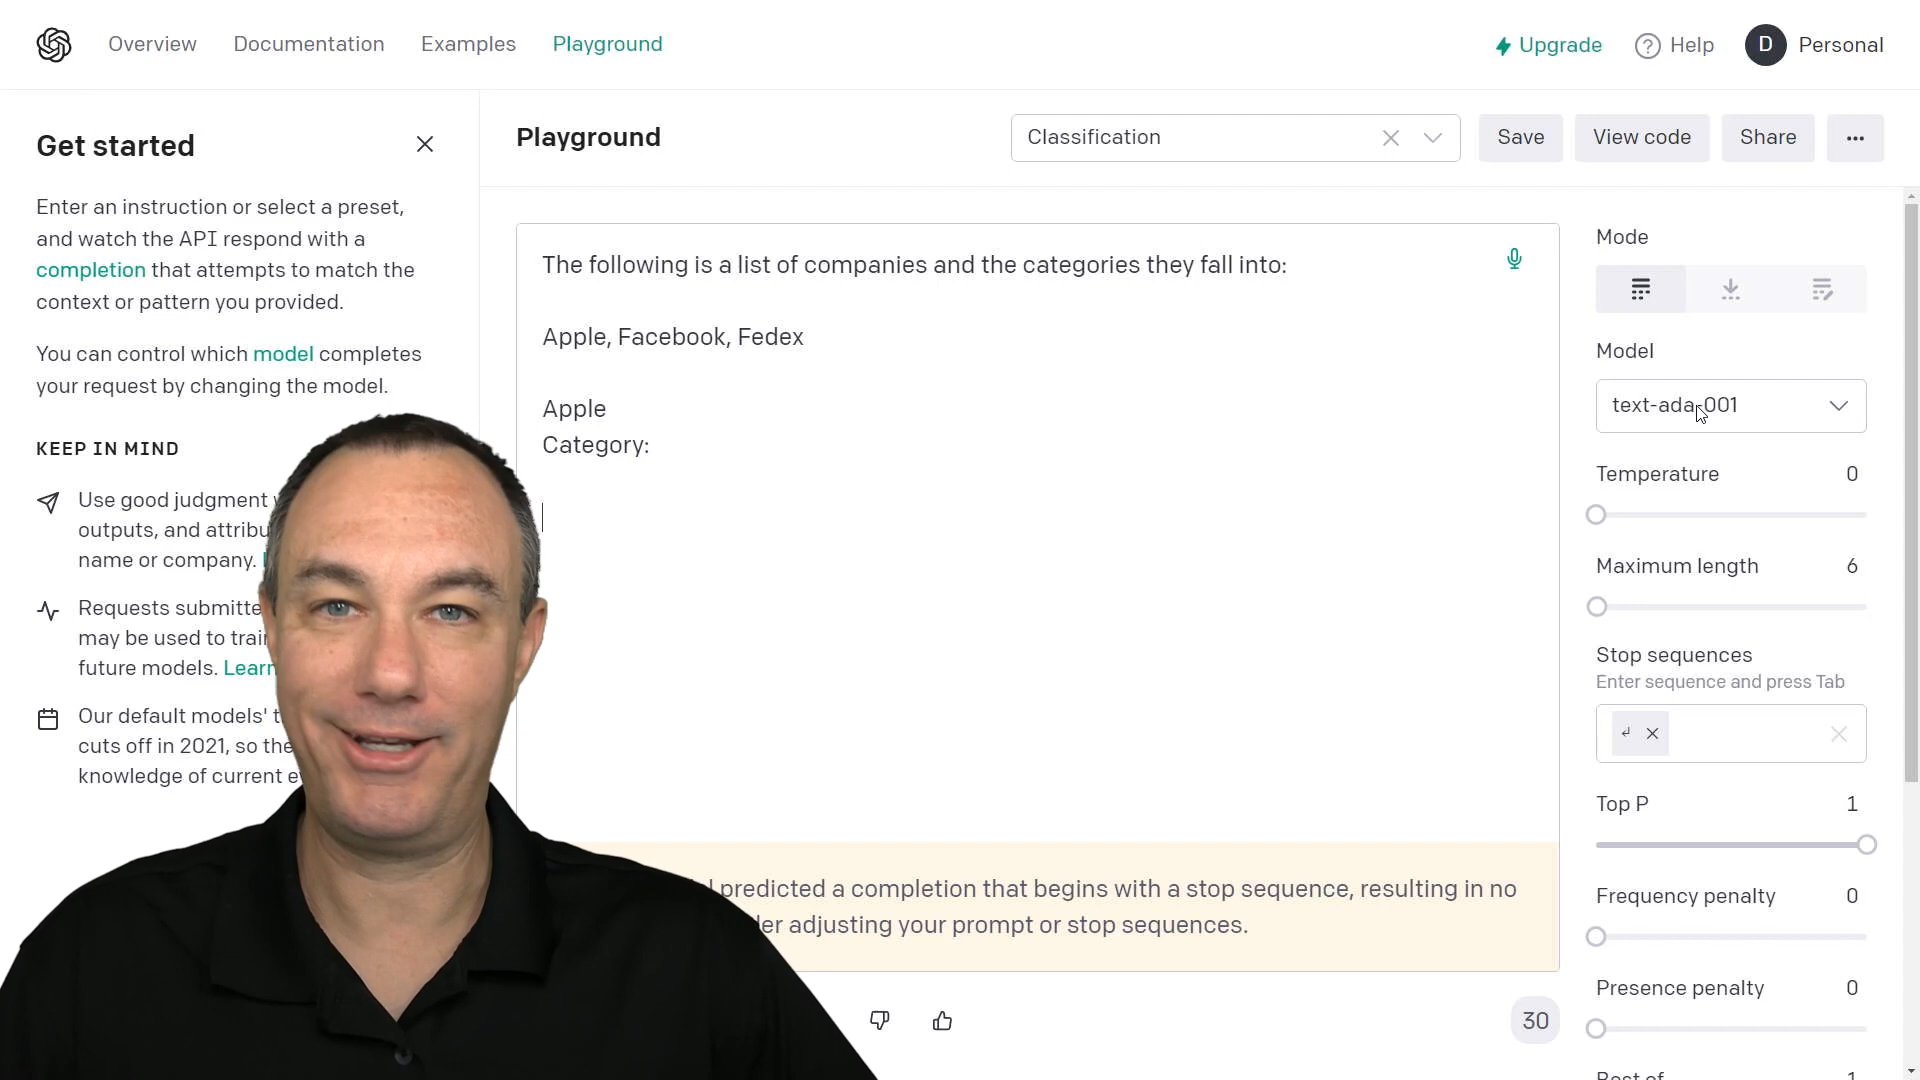 Overview Documentation Examples Playground
Upgrade Help D Personal
Get started
Enter an instruction or select a preset,
and watch the API respond with a
completion that attempts to match the
context or pattern you provided.
You can control which model completes
your request by changing the model.
KEEP IN MIND
Use good judgment
outputs, and
name or company.
Requests
may be used to
future models. Learn
Our default models'
cuts off in 2021, so the
knowledge of current
Playground
Classification
Save View code Share
The following is a list of companies and the categories they fall into:
Apple, Facebook, Fedex
Apple
Category:
predicted a completion that begins with a stop sequence, resulting in no
adjusting your prompt or stop sequences.
30
Mode
Model
text-ada-001
Temperature 0
Maximum length 6
Stop sequences
Enter sequence and press Tab
Top P 1
Frequency penalty 0
Presence penalty 0
Best of 1